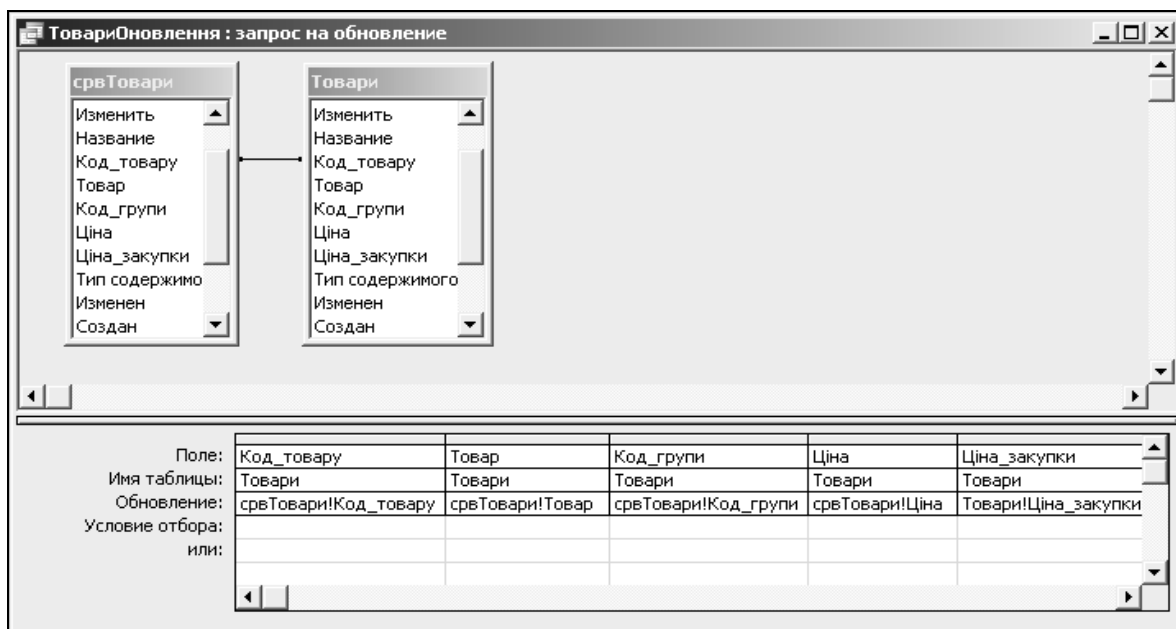 ТовариОновлення : запрос на обновление
срвТовари Товари
Изменить Изменить
Название Название
Код_товару Код_товару
Товар Товар
Код_групи Код_групи
Ціна Ціна
Ціна_закупки Ціна_закупки
Тип содержимо Тип содержимого
Изменен Изменен
Создан Создан
Поле: Код_товару Товар Код_групи Ціна Ціна_закупки
Имя таблицы: Товари Товари Товари Товари Товари
Обновление: срвТовари!Код_товару срвТовари!Товар срвТовари!Код_групи срвТовари!Ціна Товари!Ціна_закупки
Условие отбора:
или: